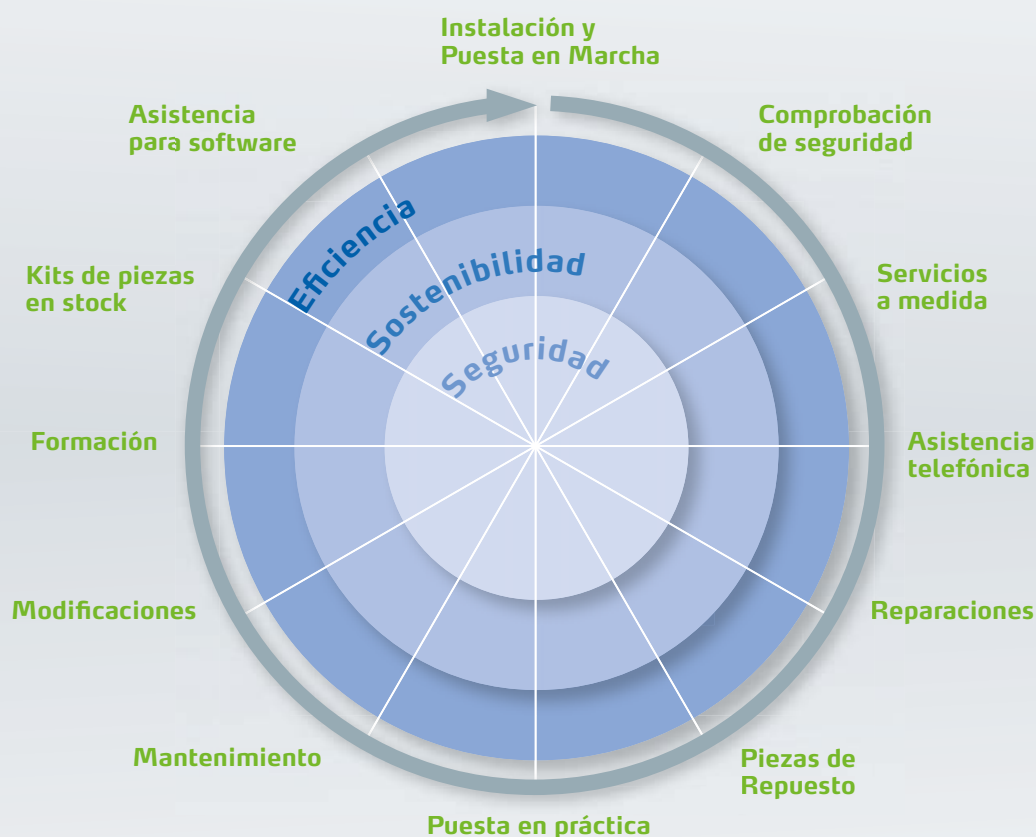 Instalación y
Puesta en Marcha
Comprobación
de seguridad
Servicios
a medida
Asistencia
telefónica
Reparaciones
Piezas de
Repuesto
Puesta en práctica
Mantenimiento
Modificaciones
Formación
Kits de piezas
en stock
Asistencia
para software
Eficiencia
Sostenibilidad
Seguridad